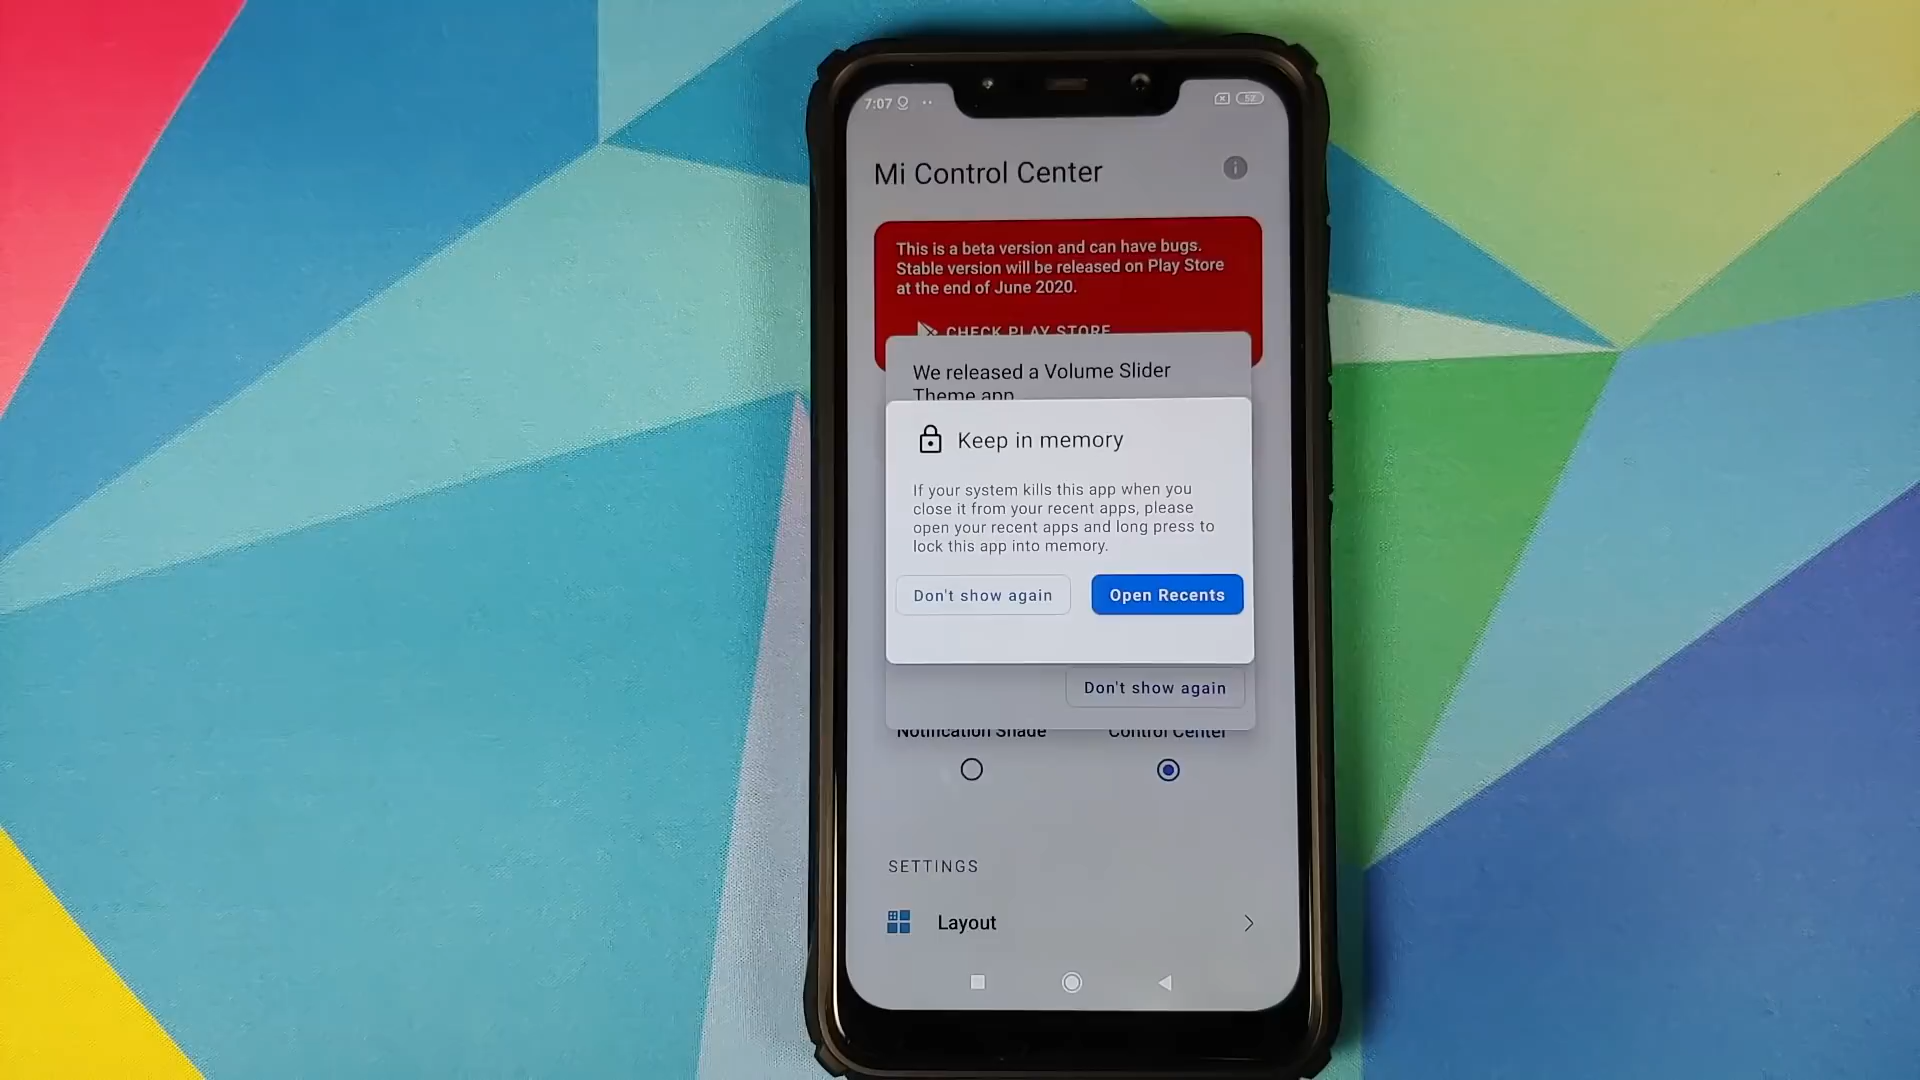 7:07
52
Mi Control Center
This is a beta version and can have bugs.
Stable version will be released on Play Store
at the end of June 2020.
CHECK PLAY STORE
We released a Volume Slider
Theme app
Keep in memory
If your system kills this app when you
close it from your recent apps, please
open your recent apps and long press to
lock this app into memory.
Don't show again
Open Recents
Don't show again
Notification Shade
Control Center
SETTINGS
Layout